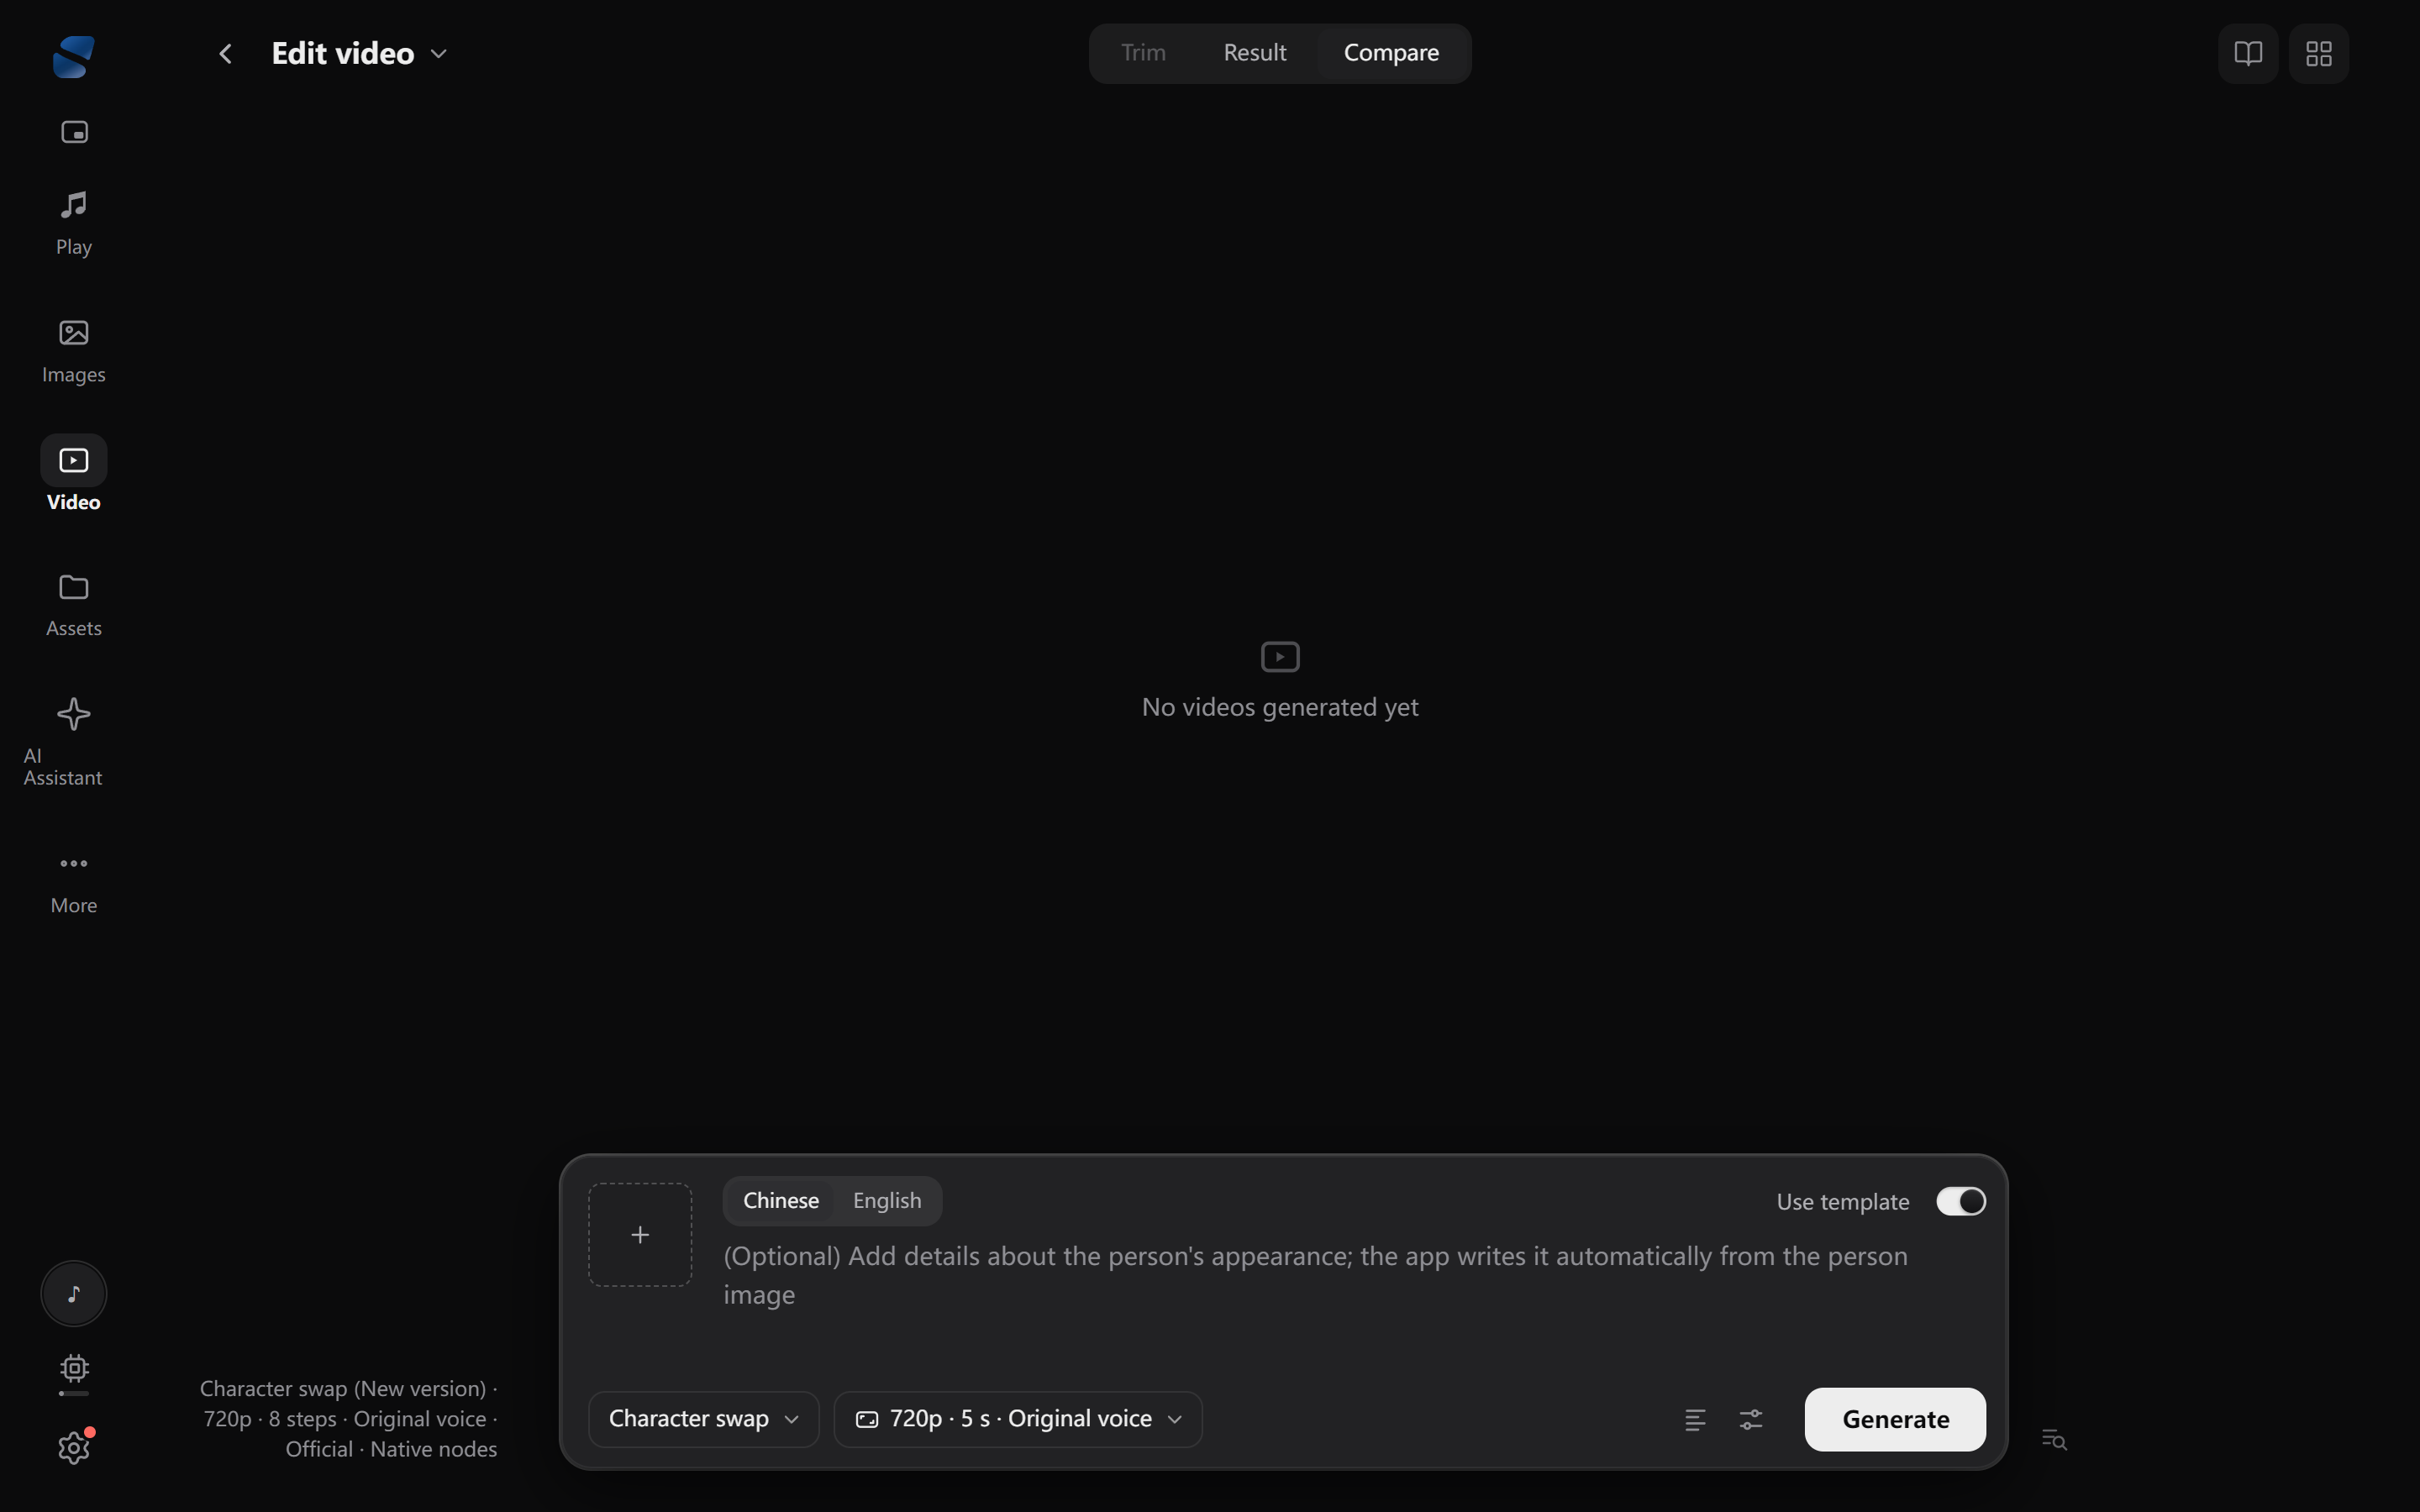 Edit video
Trim
Result
Compare
Play
Images
Video
Assets
AI
Assistant
More
No videos generated yet
Chinese
English
Use template
(Optional) Add details about the person's appearance; the app writes it automatically from the person
image
Character swap (New version) ·
720p · 8 steps · Original voice ·
Official · Native nodes
Character swap
720p · 5 s · Original voice
Generate